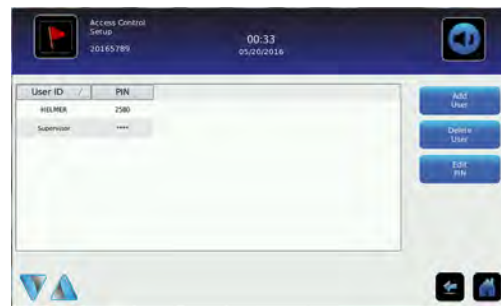 Access Control
Setup
20165789
00:33
05/20/2016
User ID / PIN
HELMER 2580
Supervisor ****
Add
User
Delete
User
Edit
PIN